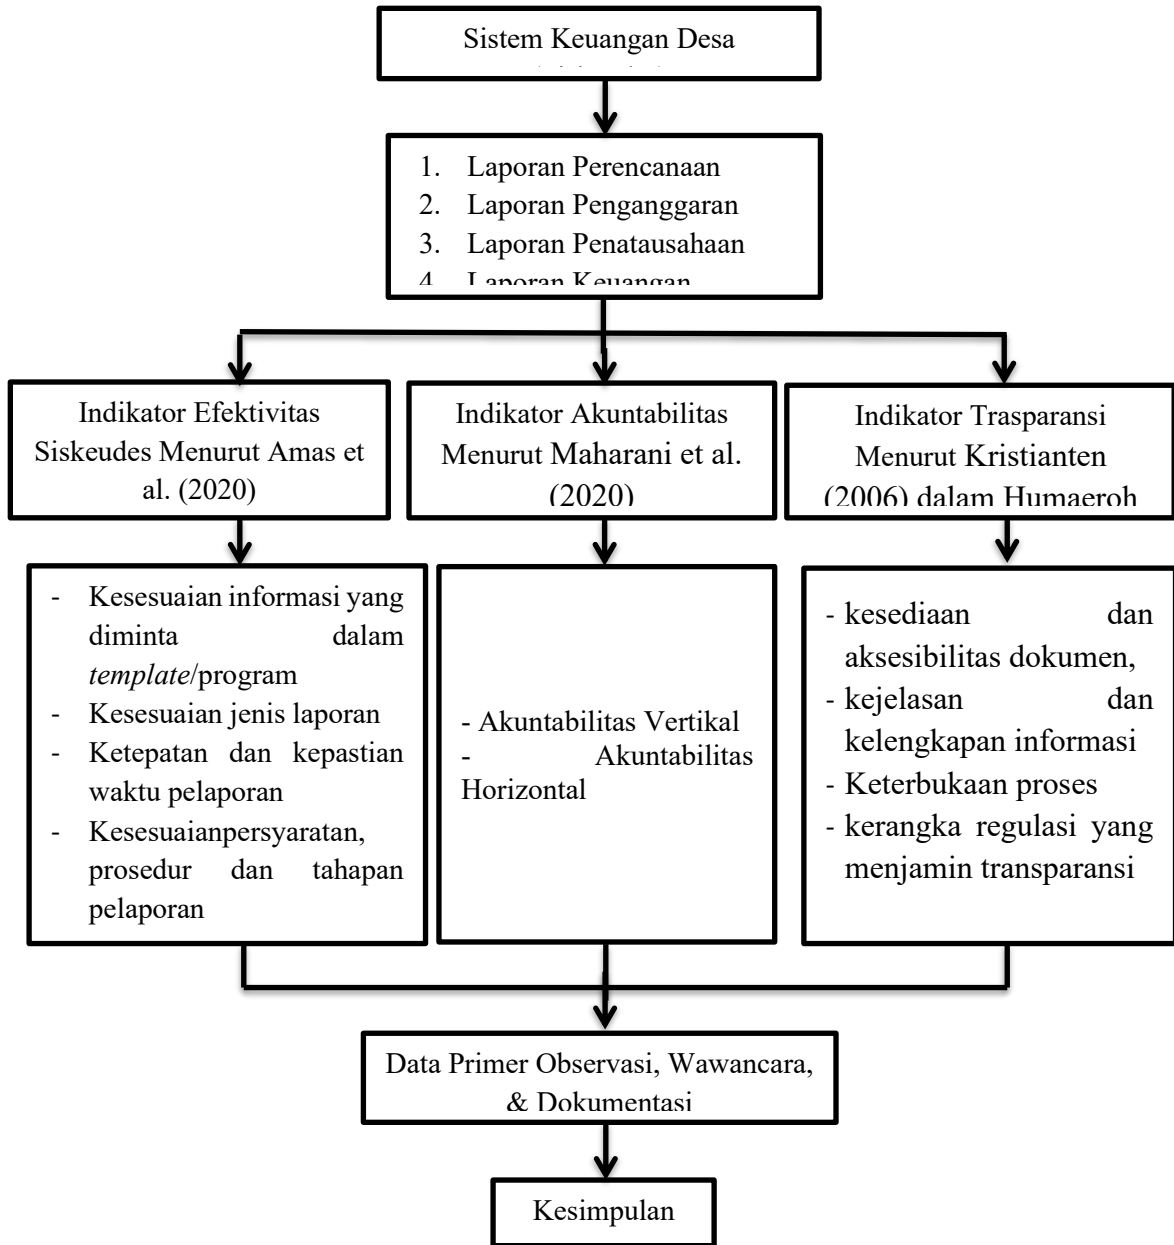 Sistem Keuangan Desa
1. Laporan Perencanaan
2. Laporan Penganggaran
3. Laporan Penatausahaan
4. Laporan Keuangan
Indikator Efektivitas
Siskeudes Menurut Amas et
al. (2020)
Indikator Akuntabilitas
Menurut Maharani et al.
(2020)
Indikator Trasparansi
Menurut Kristianten
(2006) dalam Humaeroh
- Kesesuaian informasi yang
diminta dalam
template/program
- Kesesuaian jenis laporan
- Ketepatan dan kepastian
waktu pelaporan
- Kesesuaianpersyaratan,
prosedur dan tahapan
pelaporan
- Akuntabilitas Vertikal
- Akuntabilitas
Horizontal
- kesediaan dan
aksesibilitas dokumen,
- kejelasan dan
kelengkapan informasi
- Keterbukaan proses
- kerangka regulasi yang
menjamin transparansi
Data Primer Observasi, Wawancara,
& Dokumentasi
Kesimpulan